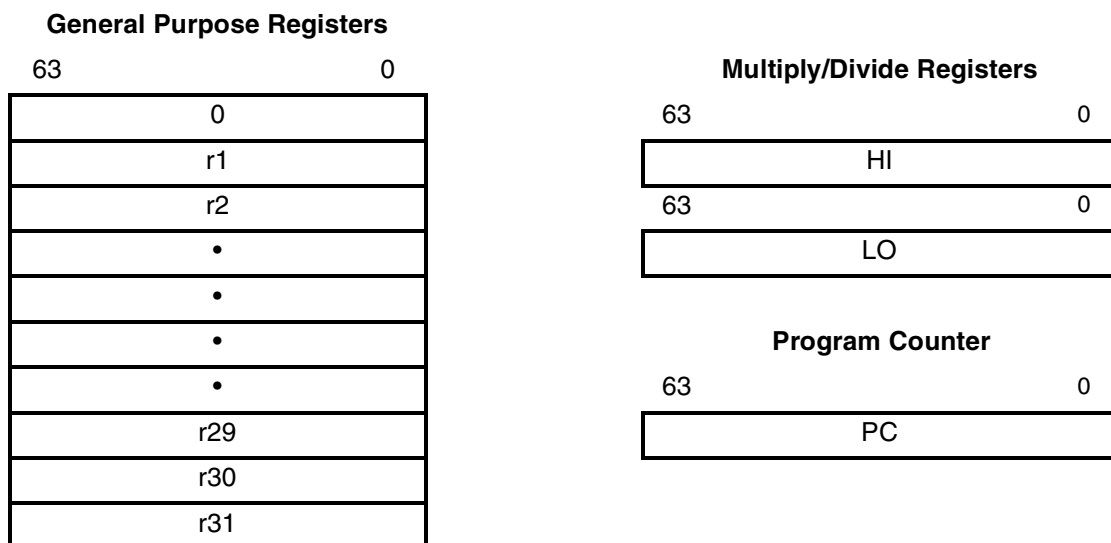 General Purpose Registers
63 0
0
r1
r2
•
•
•
•
r29
r30
r31
Multiply/Divide Registers
63 0
HI
63 0
LO
Program Counter
63 0
PC